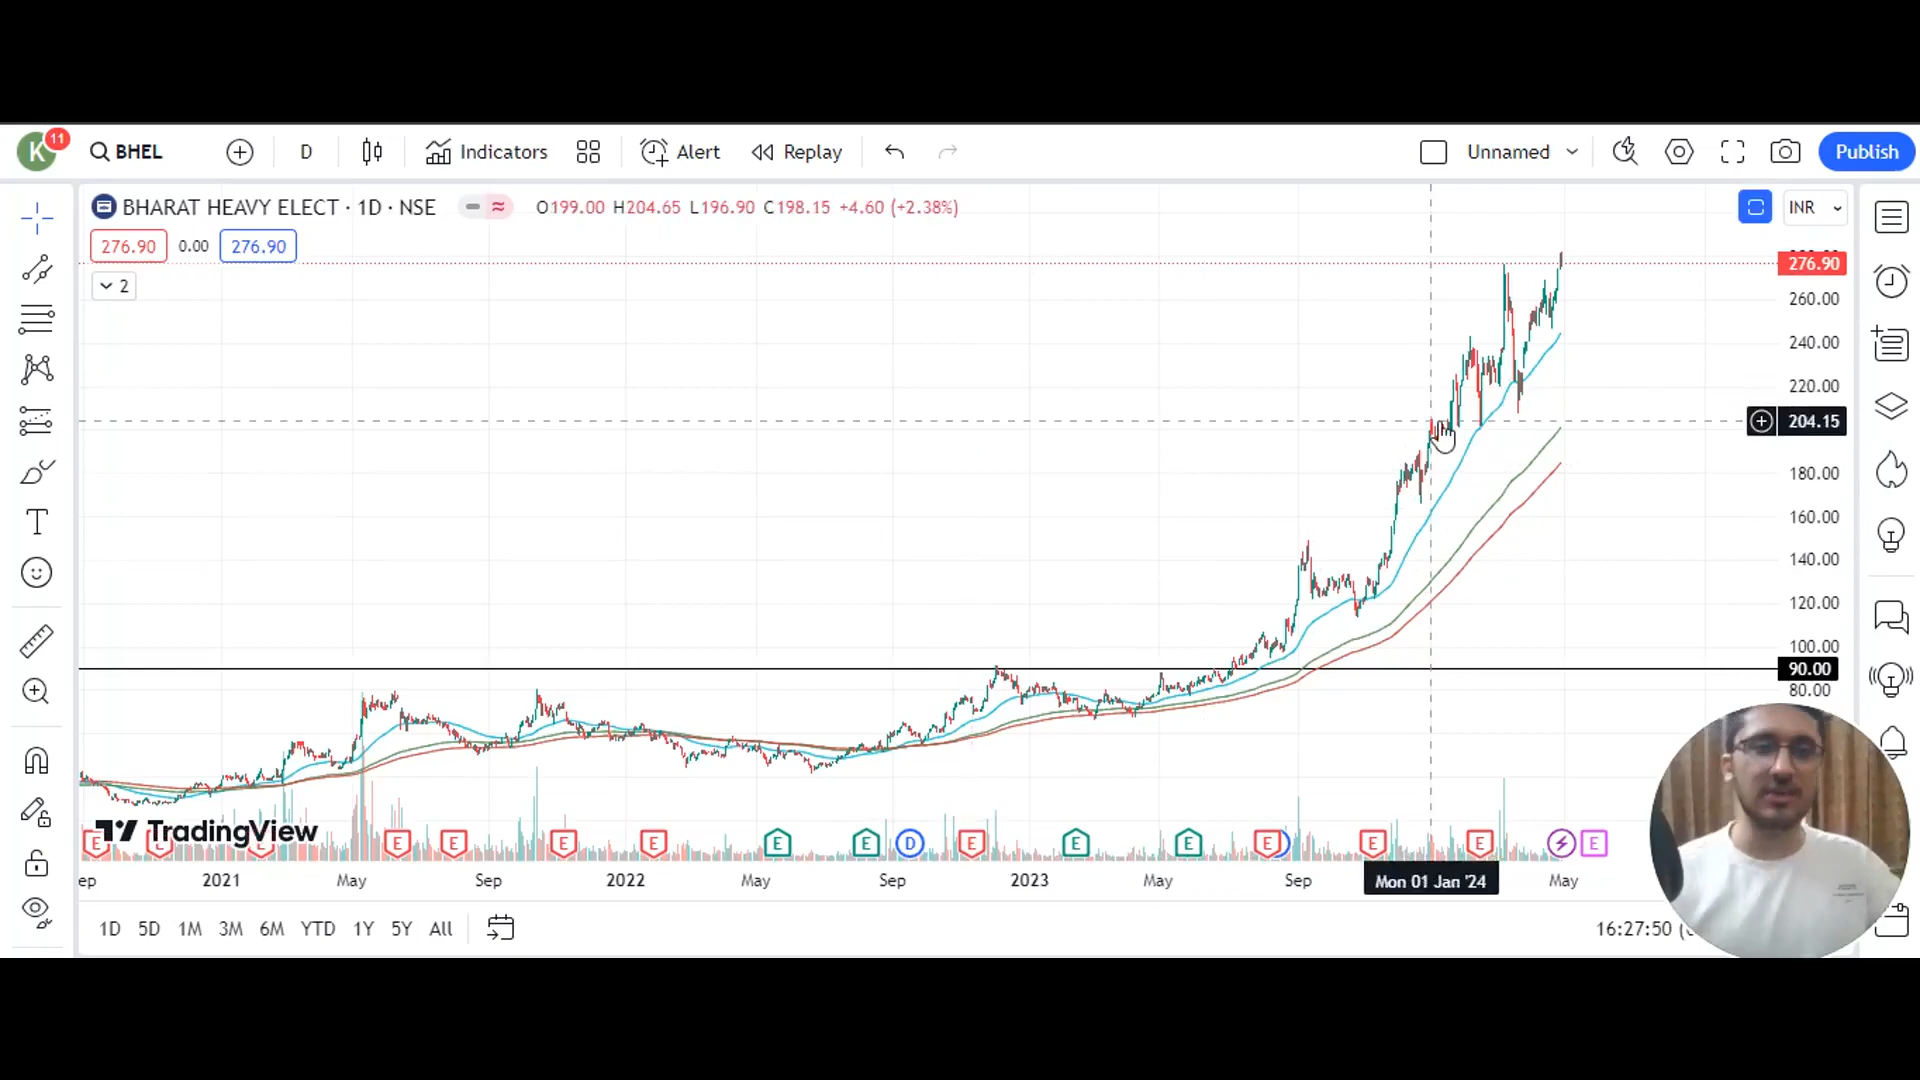 K 11 BHEL D Indicators Alert Replay Unnamed Publish
BHARAT HEAVY ELECT · 1D · NSE O199.00 H204.65 L196.90 C198.15 +4.60 (+2.38%) INR
276.90 0.00 276.90
2
276.90
260.00
240.00
220.00
204.15
180.00
160.00
140.00
120.00
100.00
90.00
80.00
TradingView
E E E E E E E D E E E E E E E
ep 2021 May Sep 2022 May Sep 2023 May Sep Mon 01 Jan '24 May
1D 5D 1M 3M 6M YTD 1Y 5Y All 16:27:50 (